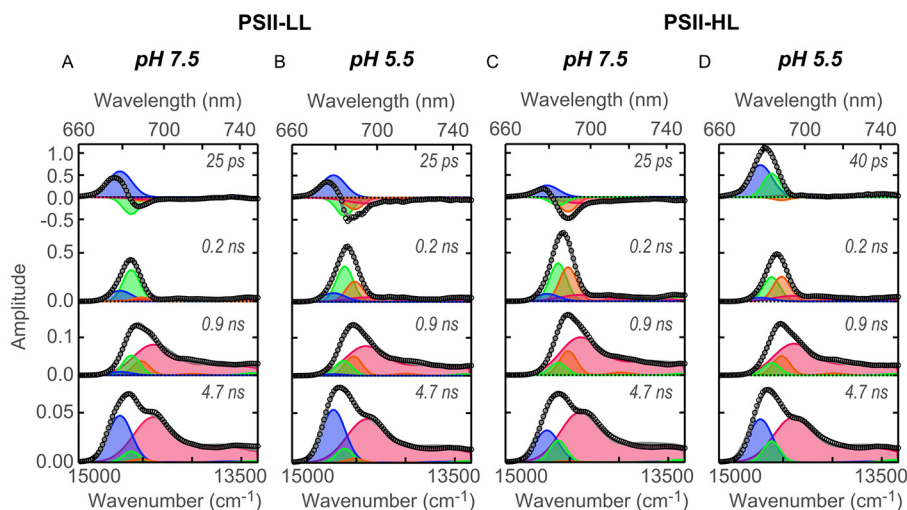 PSII-LL PSII-HL
A pH 7.5 B pH 5.5 C pH 7.5 D pH 5.5
Wavelength (nm) Wavelength (nm) Wavelength (nm) Wavelength (nm)
660 700 740 660 700 740 660 700 740 660 700 740
1.0 25 ps 25 ps 25 ps 40 ps
0.5
0.0
-0.5
0.5 0.2 ns 0.2 ns 0.2 ns 0.2 ns
0.0
Amplitude
0.1 0.9 ns 0.9 ns 0.9 ns 0.9 ns
0.0
0.05 4.7 ns 4.7 ns 4.7 ns 4.7 ns
0.00
15000 13500 15000 13500 15000 13500 15000 13500
Wavenumber (cm⁻¹) Wavenumber (cm⁻¹) Wavenumber (cm⁻¹) Wavenumber (cm⁻¹)